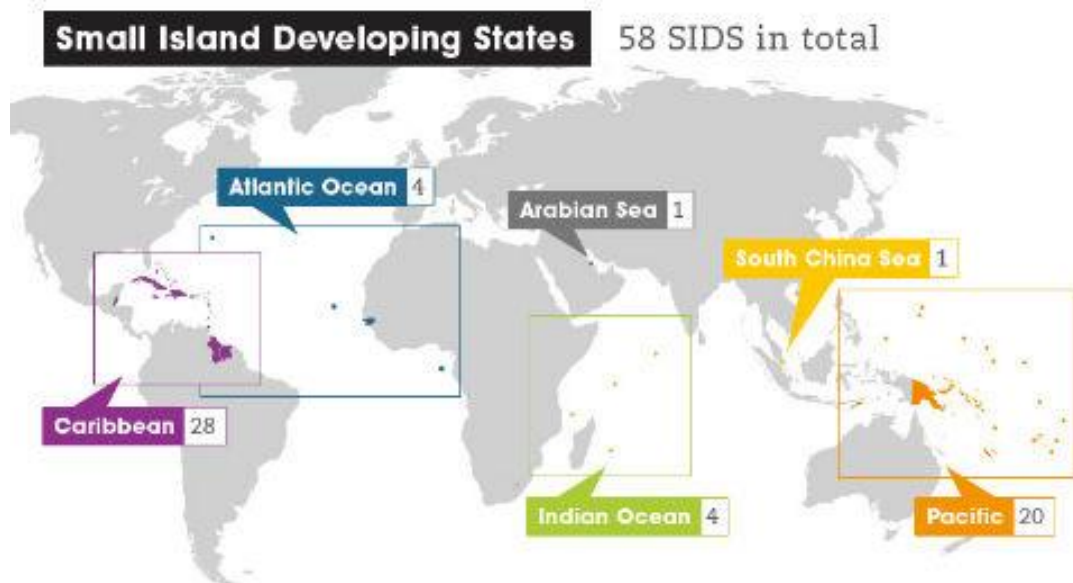 Small Island Developing States 58 SIDS in total
Atlantic Ocean 4
Arabian Sea 1
South China Sea 1
Caribbean 28
Indian Ocean 4
Pacific 20